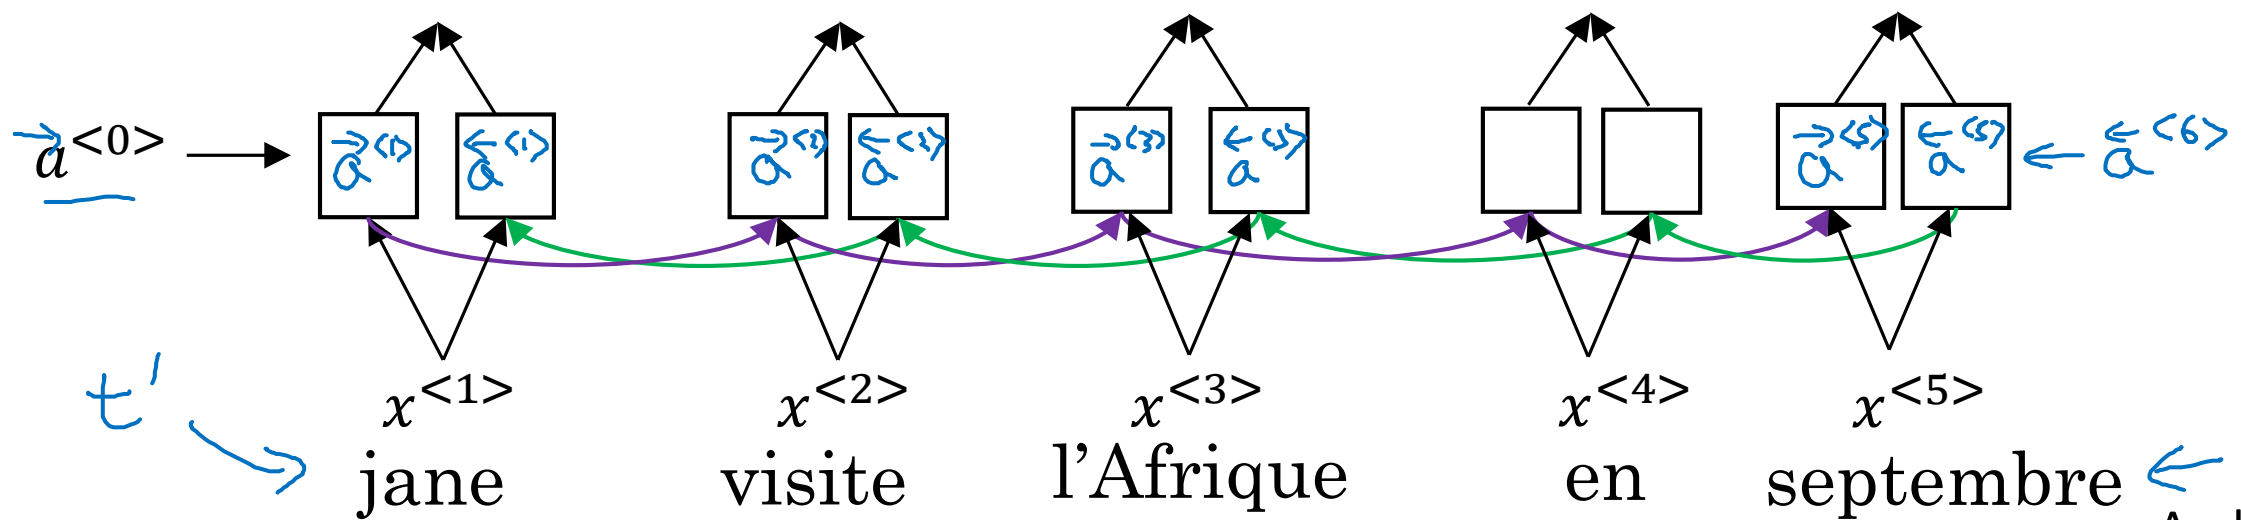 →a<0> →a<1> ←a<1> →a<2> ←a<2> →a<3> ←a<3> →a<5> ←a<5> ←a<6>
t'
x<1> x<2> x<3> x<4> x<5>
jane visite l'Afrique en septembre